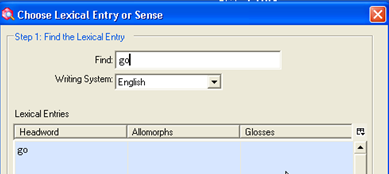 Choose Lexical Entry or Sense
Step 1: Find the Lexical Entry
Find: go
Writing System: English
Lexical Entries
Headword Allomorphs Glosses
go